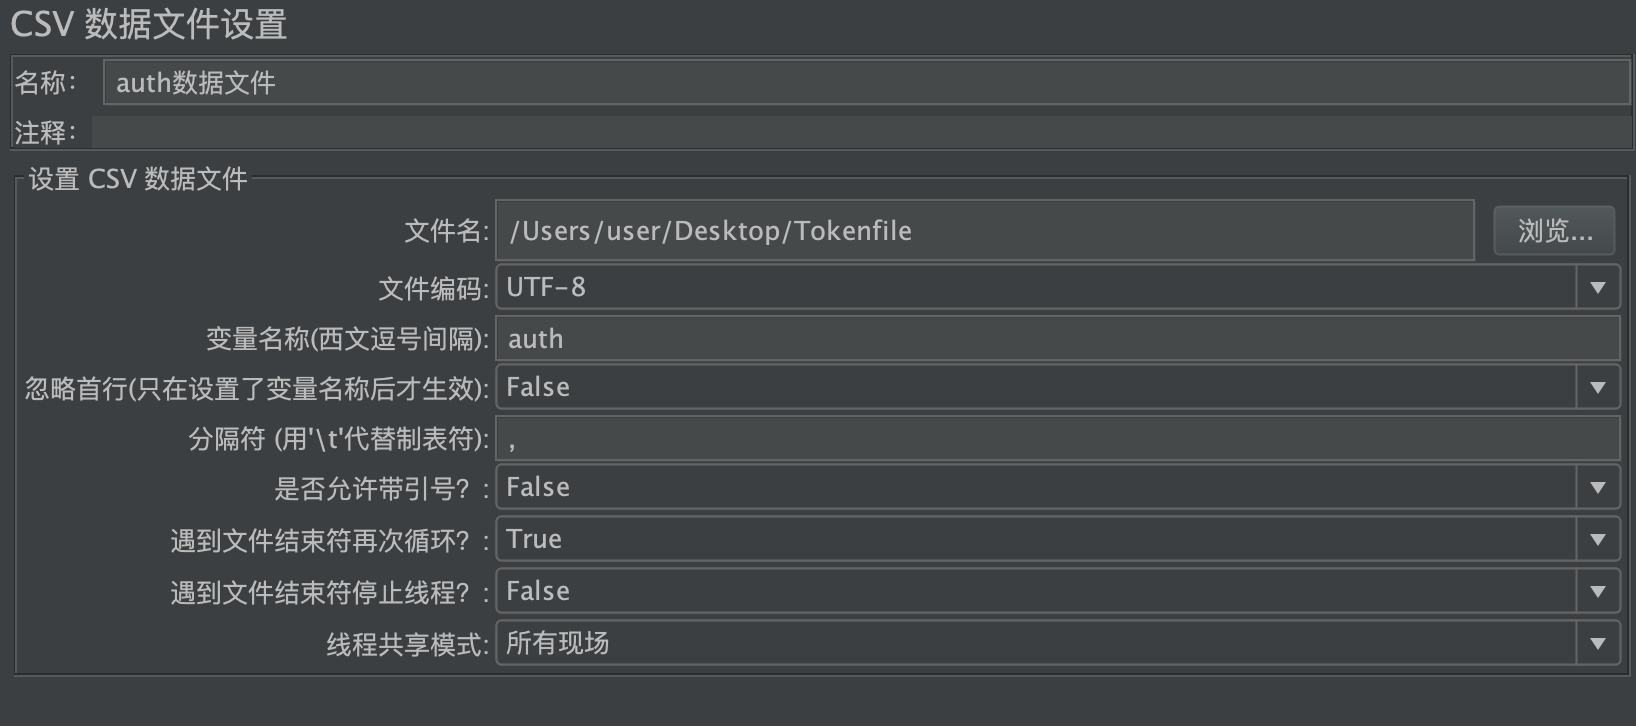 CSV 数据文件设置
名称： auth数据文件
注释：
设置 CSV 数据文件
文件名: /Users/user/Desktop/Tokenfile 浏览...
文件编码: UTF-8
变量名称(西文逗号间隔): auth
忽略首行(只在设置了变量名称后才生效): False
分隔符 (用'\t'代替制表符): ,
是否允许带引号？: False
遇到文件结束符再次循环？: True
遇到文件结束符停止线程？: False
线程共享模式: 所有现场